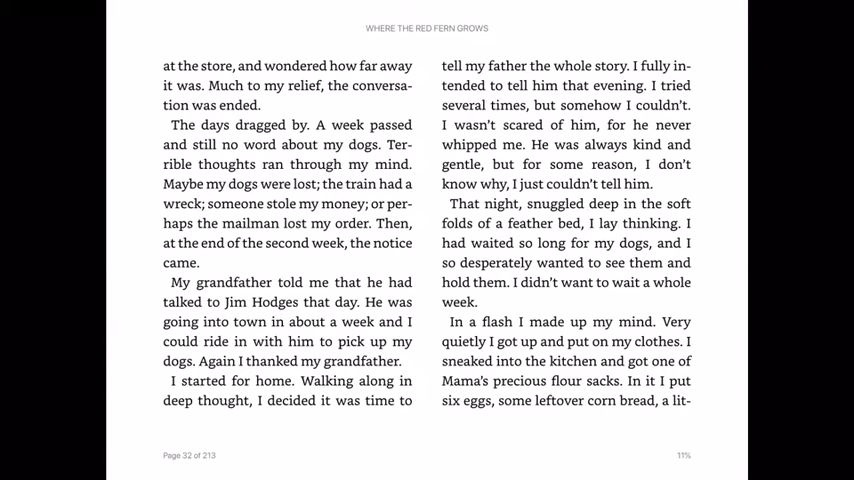 WHERE THE RED FERN GROWS
at the store, and wondered how far away
it was. Much to my relief, the conversa-
tion was ended.
The days dragged by. A week passed
and still no word about my dogs. Ter-
rible thoughts ran through my mind.
Maybe my dogs were lost; the train had a
wreck; someone stole my money; or per-
haps the mailman lost my order. Then,
at the end of the second week, the notice
came.
My grandfather told me that he had
talked to Jim Hodges that day. He was
going into town in about a week and I
could ride in with him to pick up my
dogs. Again I thanked my grandfather.
I started for home. Walking along in
deep thought, I decided it was time to
tell my father the whole story. I fully in-
tended to tell him that evening. I tried
several times, but somehow I couldn’t.
I wasn’t scared of him, for he never
whipped me. He was always kind and
gentle, but for some reason, I don’t
know why, I just couldn’t tell him.
That night, snuggled deep in the soft
folds of a feather bed, I lay thinking. I
had waited so long for my dogs, and I
so desperately wanted to see them and
hold them. I didn’t want to wait a whole
week.
In a flash I made up my mind. Very
quietly I got up and put on my clothes. I
sneaked into the kitchen and got one of
Mama’s precious flour sacks. In it I put
six eggs, some leftover corn bread, a lit-
Page 32 of 213
11%